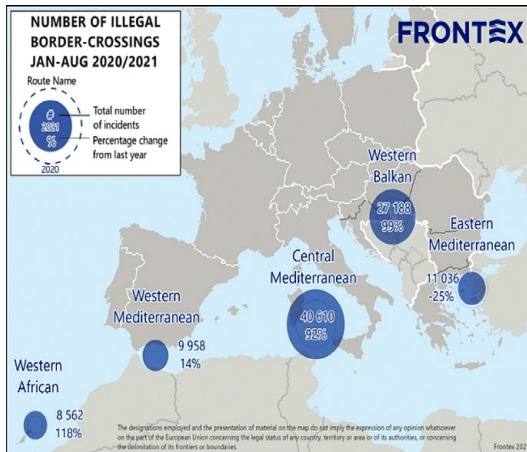 NUMBER OF ILLEGAL
BORDER-CROSSINGS
JAN-AUG 2020/2021
Route Name
#
2021
%
Total number
of incidents
Percentage change
from last year
2020
FRONTEX
Western
Balkan
27 188
99%
Eastern
Mediterranean
11 036
-25%
Central
Mediterranean
40 610
92%
Western
Mediterranean
9 958
14%
Western
African
8 562
118%
The designations employed and the presentation of material on the map do not imply the expression of any opinion whatsoever
on the part of the European Union concerning the legal status of any country, territory or area or of its authorities, or concerning
the delimitation of its frontiers or boundaries.
Frontex 202